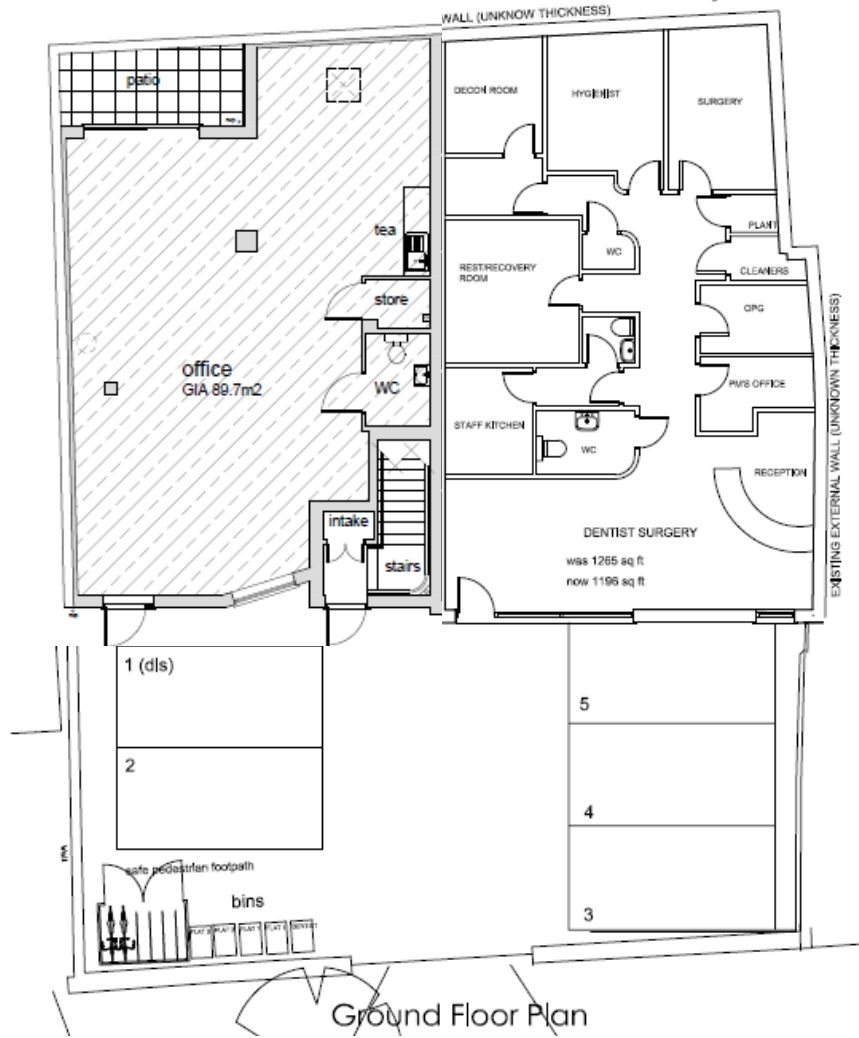 WALL (UNKNOW THICKNESS)
patio
DECON ROOM
HYGIENIST
SURGERY
tea
PLANT
WC
REST/RECOVERY
ROOM
CLEANERS
store
OPG
office
GIA 89.7m2
WC
PM'S OFFICE
STAFF KITCHEN
WC
RECEPTION
EXISTING EXTERNAL WALL (UNKNOWN THICKNESS)
intake
DENTIST SURGERY
stairs
was 1265 sq ft
now 1196 sq ft
1 (dls)
5
2
4
safe pedestrian footpath
bins
3
Ground Floor Plan